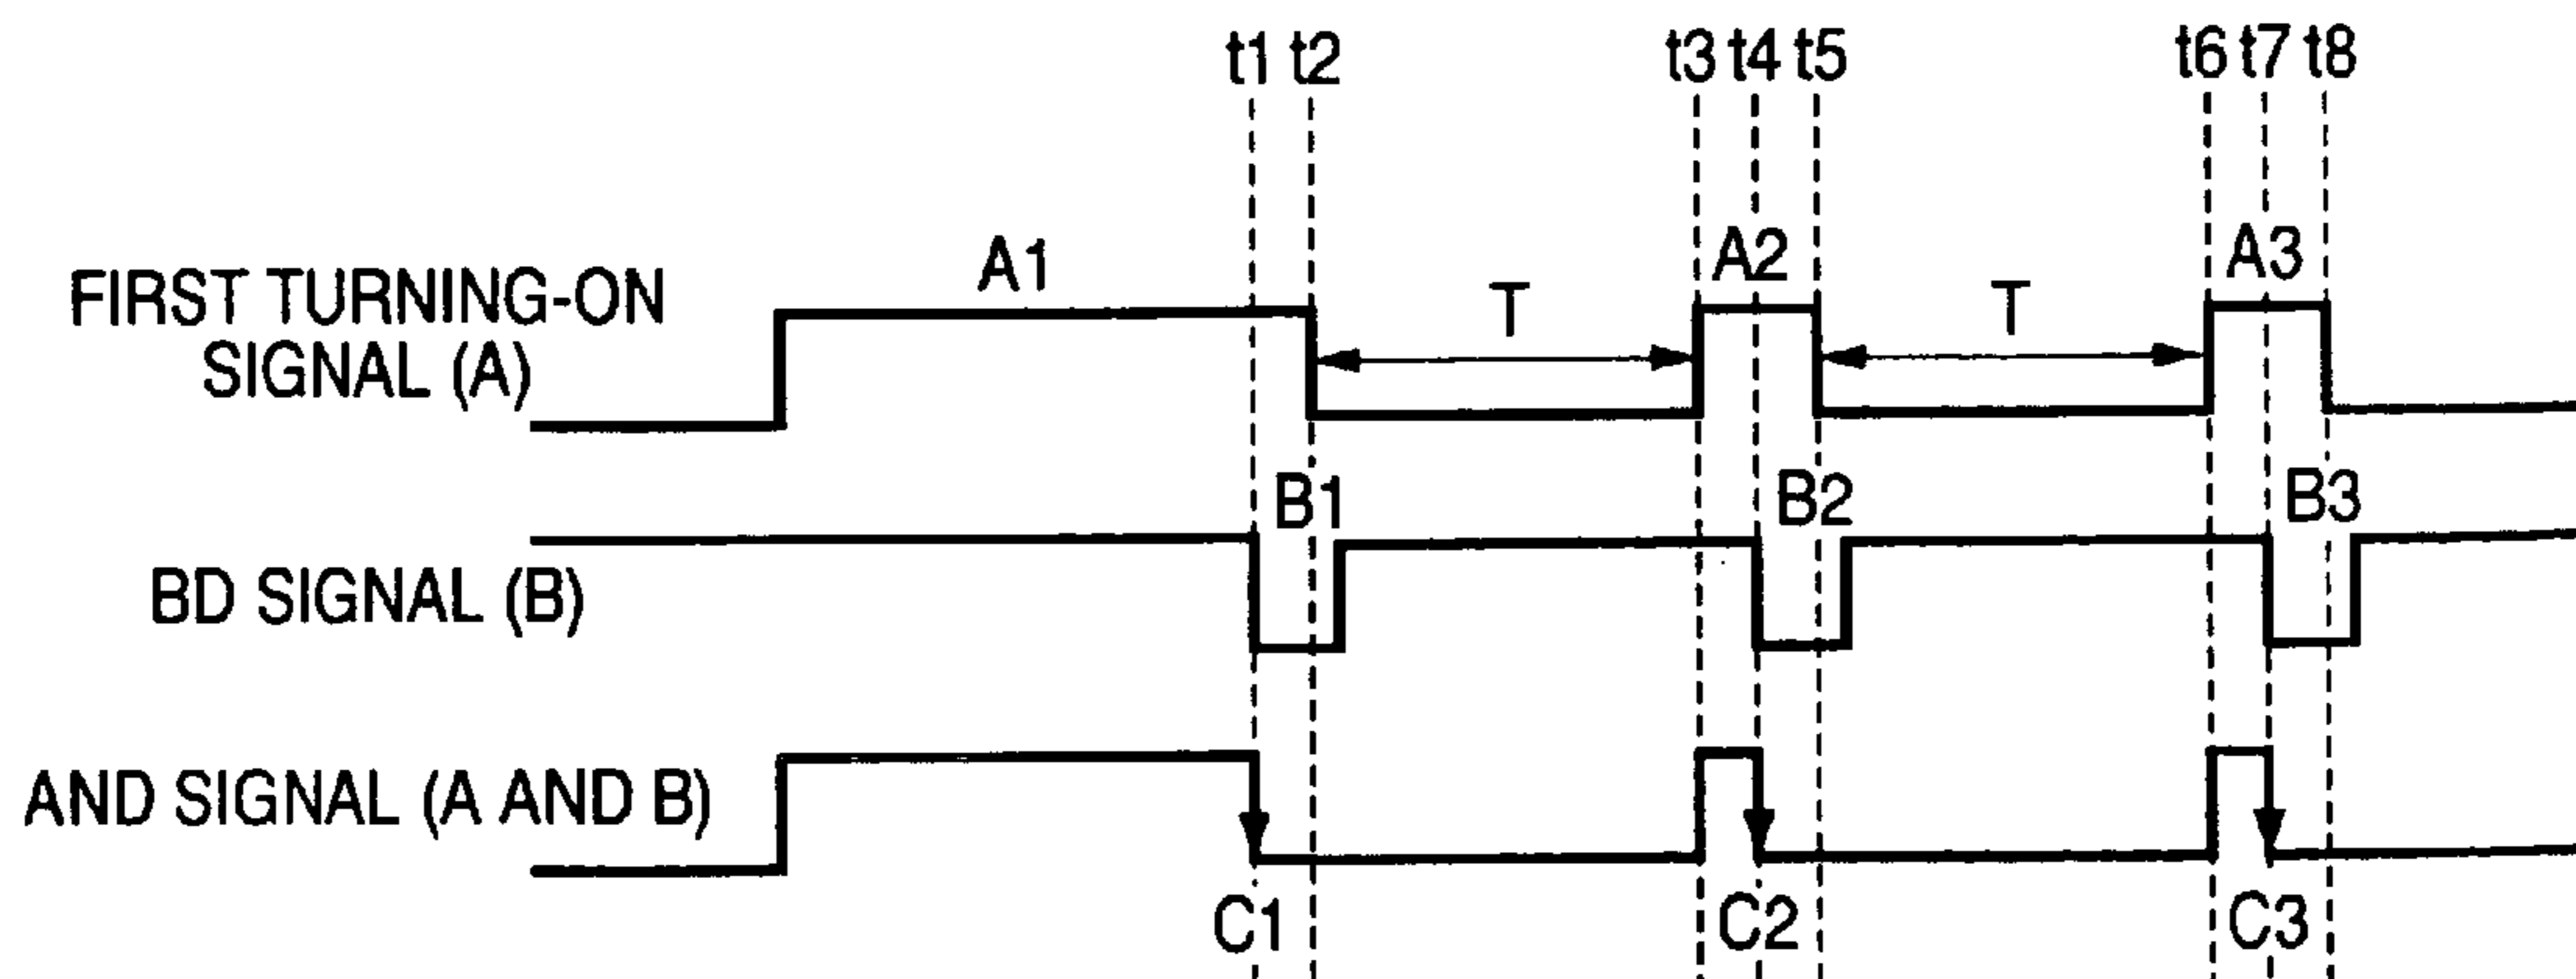 t1 t2 t3 t4 t5 t6 t7 t8
FIRST TURNING-ON
SIGNAL (A)
A1
T
A2
T
A3
BD SIGNAL (B)
B1
B2
B3
AND SIGNAL (A AND B)
C1
C2
C3